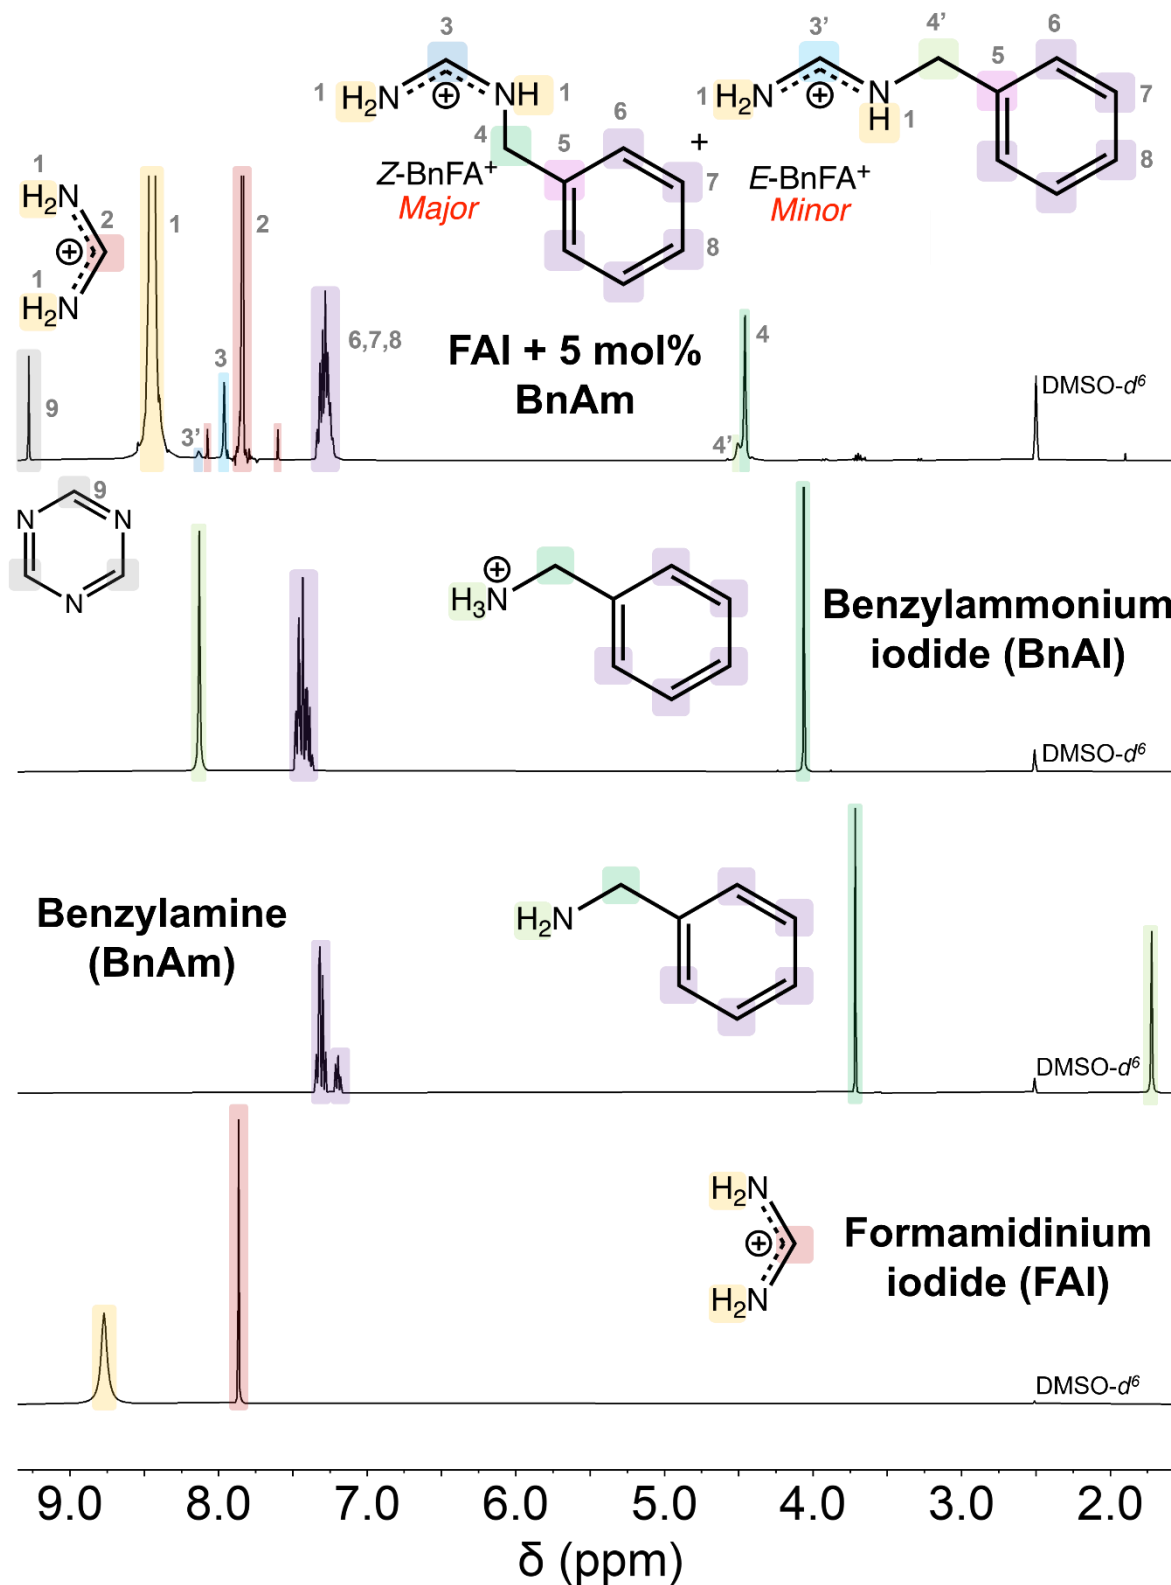 3
4'
3'
6
1
H₂N
⊕
NH
1
1
H₂N
⊕
N
H
1
5
7
4
5
6
+
8
Z-BnFA⁺
Major
7
E-BnFA⁺
Minor
8
1
H₂N
2
⊕
1
H₂N
1
2
6,7,8
FAI + 5 mol%
BnAm
4
9
3
3'
4'
DMSO-d⁶
9
N
N
N
⊕
H₃N
Benzylammonium
iodide (BnAI)
DMSO-d⁶
Benzylamine
(BnAm)
H₂N
DMSO-d⁶
H₂N
⊕
H₂N
Formamidinium
iodide (FAI)
DMSO-d⁶
9.0 8.0 7.0 6.0 5.0 4.0 3.0 2.0
δ (ppm)